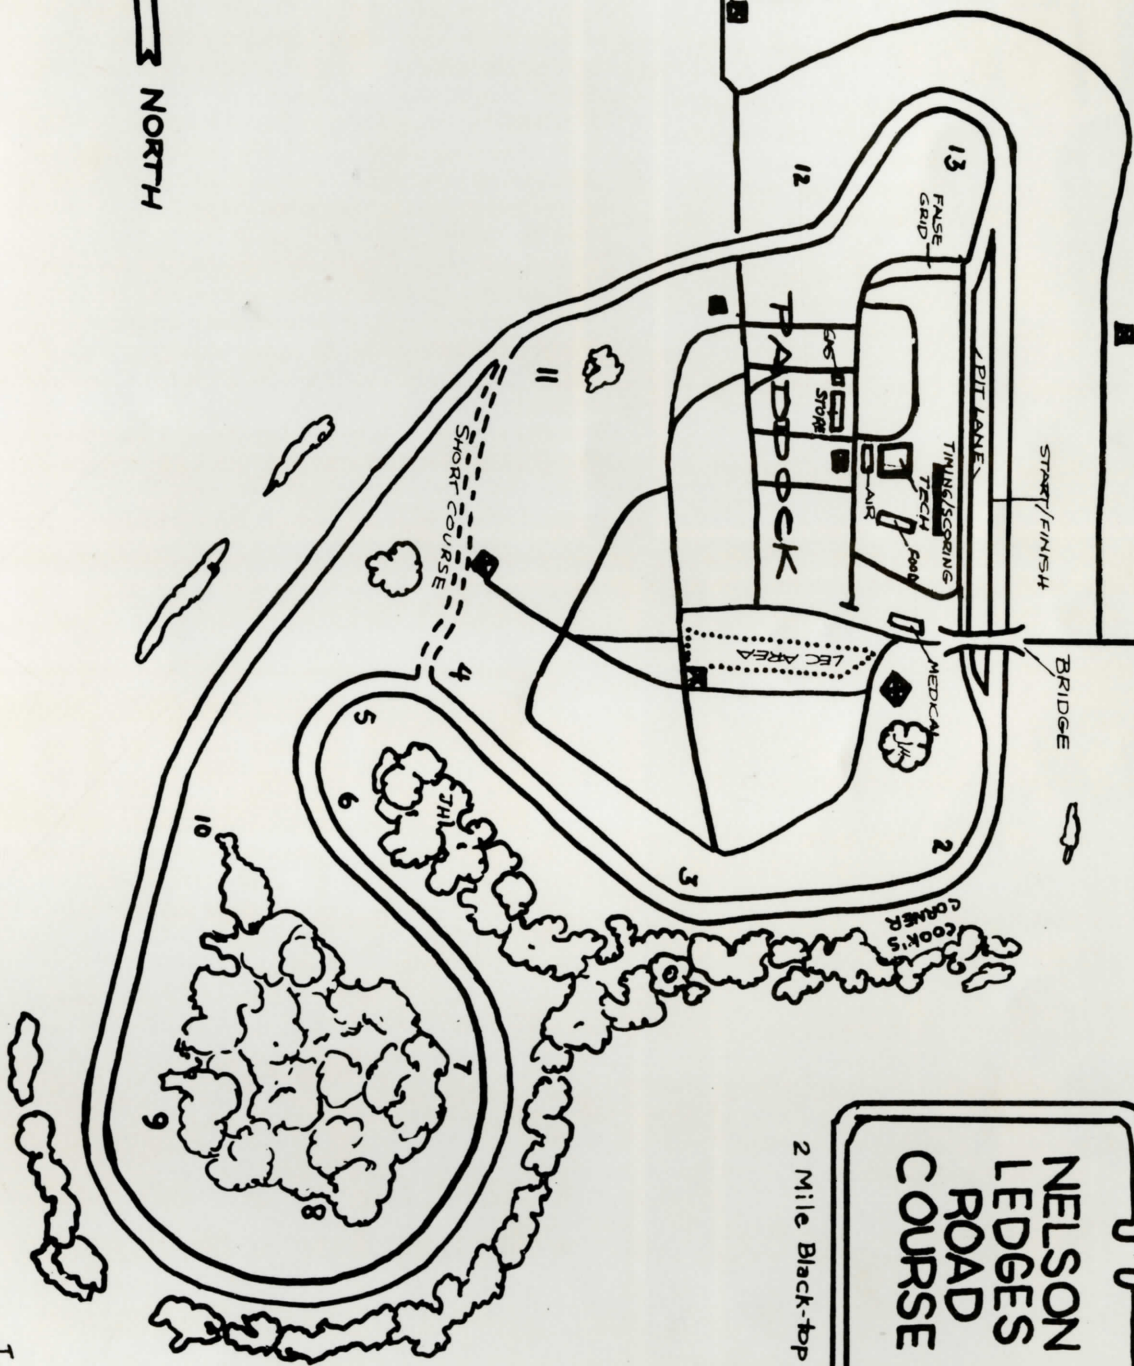 NORTH
NELSON
LEDGES
ROAD
COURSE
2 Mile Black-top
START/FINISH
BRIDGE
PIT LANE
TIMING/SCORING
FALSE
GRID
13
12
11
10
9
8
7
6
5
4
3
2
PADDOCK
GAS
STORE
TECH
AIR
FOOD
MEDICAL
LEC AREA
SHORT COURSE
COOK'S
CORNER